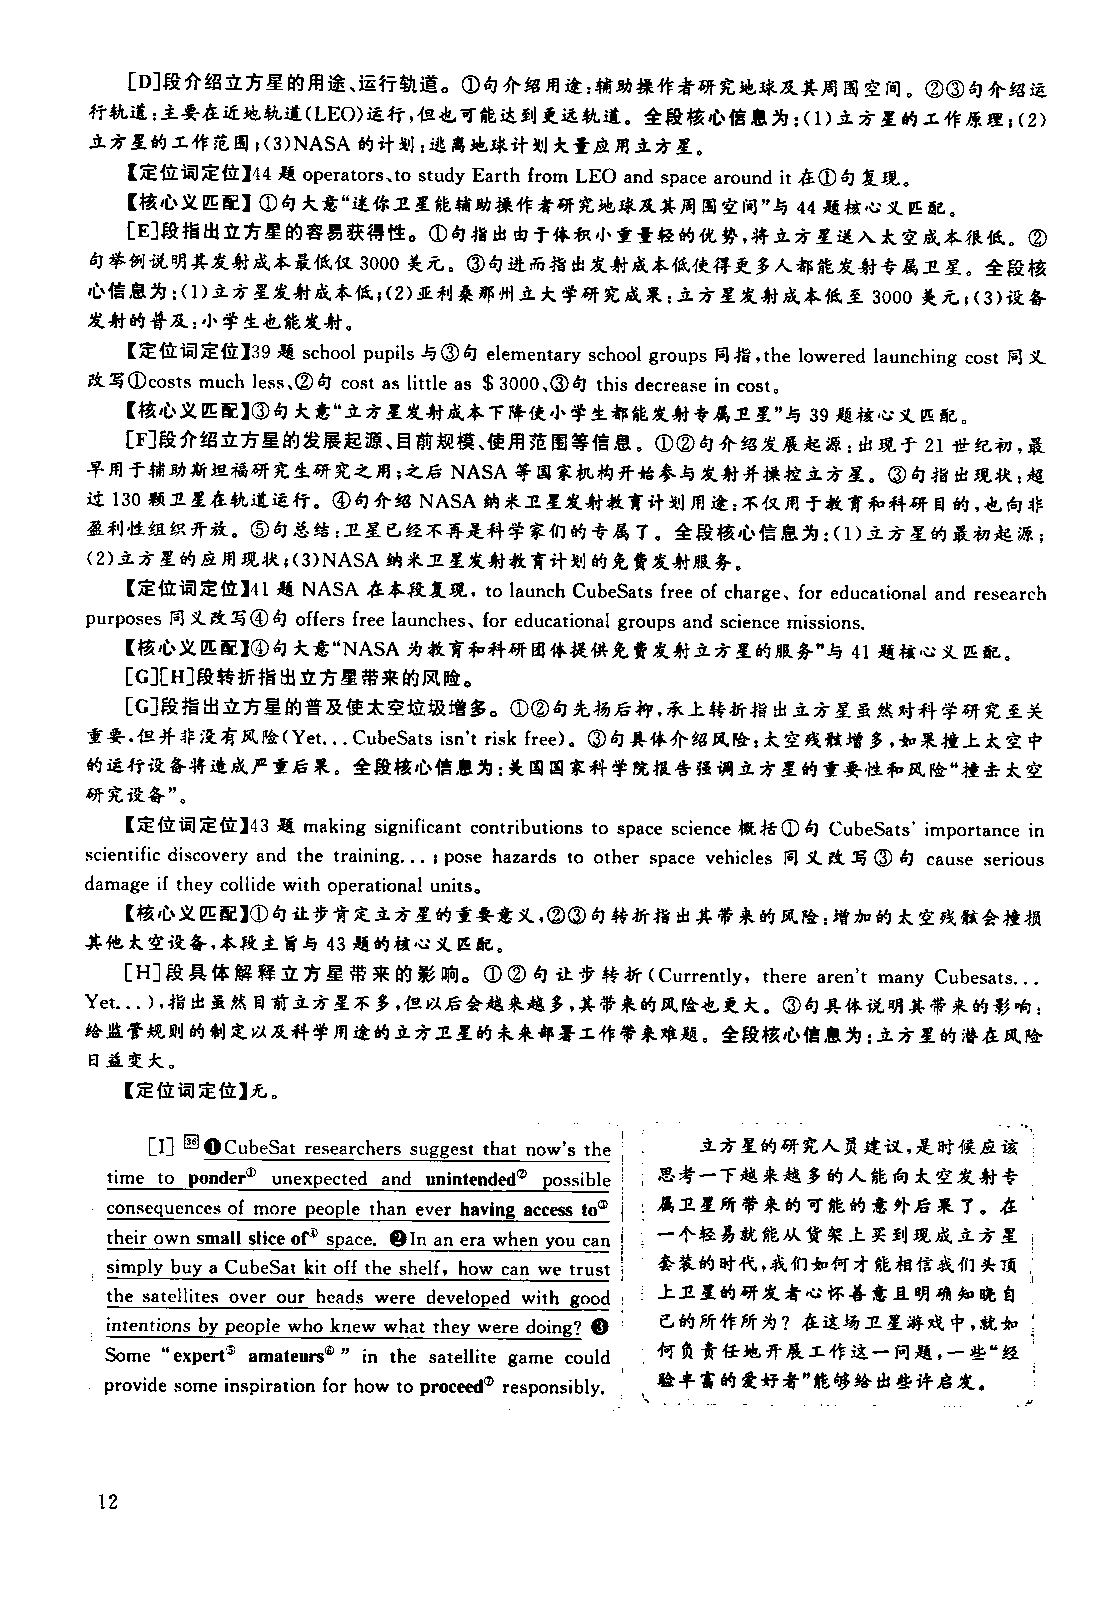 [D]段介绍立方星的用途、运行轨道。①句介绍用途:辅助操作者研究地球及其周围空间。②③句介绍运
行轨道:主要在近地轨道(LEO)运行,但也可能达到更远轨道。全段核心信息为:(1)立方星的工作原理;(2)
立方星的工作范围;(3)NASA 的计划:逃离地球计划大量应用立方星。
【定位词定位】44 题 operators、to study Earth from LEO and space around it 在①句复现。
【核心义匹配】①句大意“迷你卫星能辅助操作者研究地球及其周围空间”与 44 题核心义匹配。
[E]段指出立方星的容易获得性。①句指出由于体积小重量轻的优势,将立方星送入太空成本很低。②
句举例说明其发射成本最低仅 3000 美元。③句进而指出发射成本低使得更多人都能发射专属卫星。全段核
心信息为:(1)立方星发射成本低;(2)亚利桑那州立大学研究成果:立方星发射成本低至 3000 美元;(3)设备
发射的普及:小学生也能发射。
【定位词定位】39 题 school pupils 与③句 elementary school groups 同指,the lowered launching cost 同义
改写①costs much less、②句 cost as little as $3000、③句 this decrease in cost。
【核心义匹配】③句大意“立方星发射成本下降使小学生都能发射专属卫星”与 39 题核心义匹配。
[F]段介绍立方星的发展起源、目前规模、使用范围等信息。①②句介绍发展起源:出现于 21 世纪初,最
早用于辅助斯坦福研究生研究之用;之后 NASA 等国家机构开始参与发射并操控立方星。③句指出现状:超
过 130 颗卫星在轨道运行。④句介绍 NASA 纳米卫星发射教育计划用途:不仅用于教育和科研目的,也向非
盈利性组织开放。⑤句总结:卫星已经不再是科学家们的专属了。全段核心信息为:(1)立方星的最初起源;
(2)立方星的应用现状;(3)NASA 纳米卫星发射教育计划的免费发射服务。
【定位词定位】41 题 NASA 在本段复现, to launch CubeSats free of charge、for educational and research
purposes 同义改写④句 offers free launches、for educational groups and science missions.
【核心义匹配】④句大意“NASA 为教育和科研团体提供免费发射立方星的服务”与 41 题核心义匹配。
[G][H]段转折指出立方星带来的风险。
[G]段指出立方星的普及使太空垃圾增多。①②句先扬后抑,承上转折指出立方星虽然对科学研究至关
重要,但并非没有风险(Yet...CubeSats isn't risk free)。③句具体介绍风险:太空残骸增多,如果撞上太空中
的运行设备将造成严重后果。全段核心信息为:美国国家科学院报告强调立方星的重要性和风险“撞击太空
研究设备”。
【定位词定位】43 题 making significant contributions to space science 概括①句 CubeSats' importance in
scientific discovery and the training...; pose hazards to other space vehicles 同义改写③句 cause serious
damage if they collide with operational units。
【核心义匹配】①句让步肯定立方星的重要意义,②③句转折指出其带来的风险:增加的太空残骸会撞损
其他太空设备,本段主旨与 43 题的核心义匹配。
[H]段具体解释立方星带来的影响。①②句让步转折(Currently, there aren't many Cubesats...
Yet...),指出虽然目前立方星不多,但以后会越来越多,其带来的风险也更大。③句具体说明其带来的影响:
给监管规则的制定以及科学用途的立方卫星的未来部署工作带来难题。全段核心信息为:立方星的潜在风险
日益变大。
【定位词定位】无。
[I] 36 ❶CubeSat researchers suggest that now's the
time to ponder① unexpected and unintended② possible
consequences of more people than ever having access to③
their own small slice of④ space. ❷In an era when you can
simply buy a CubeSat kit off the shelf, how can we trust
the satellites over our heads were developed with good
intentions by people who knew what they were doing? ❸
Some “expert⑤ amateurs⑥” in the satellite game could
provide some inspiration for how to proceed⑦ responsibly.
立方星的研究人员建议,是时候应该
思考一下越来越多的人能向太空发射专
属卫星所带来的可能的意外后果了。在
一个轻易就能从货架上买到现成立方星
套装的时代,我们如何才能相信我们头顶
上卫星的研发者心怀善意且明确知晓自
己的所作所为?在这场卫星游戏中,就如
何负责任地开展工作这一问题,一些“经
验丰富的爱好者”能够给出些许启发。
12